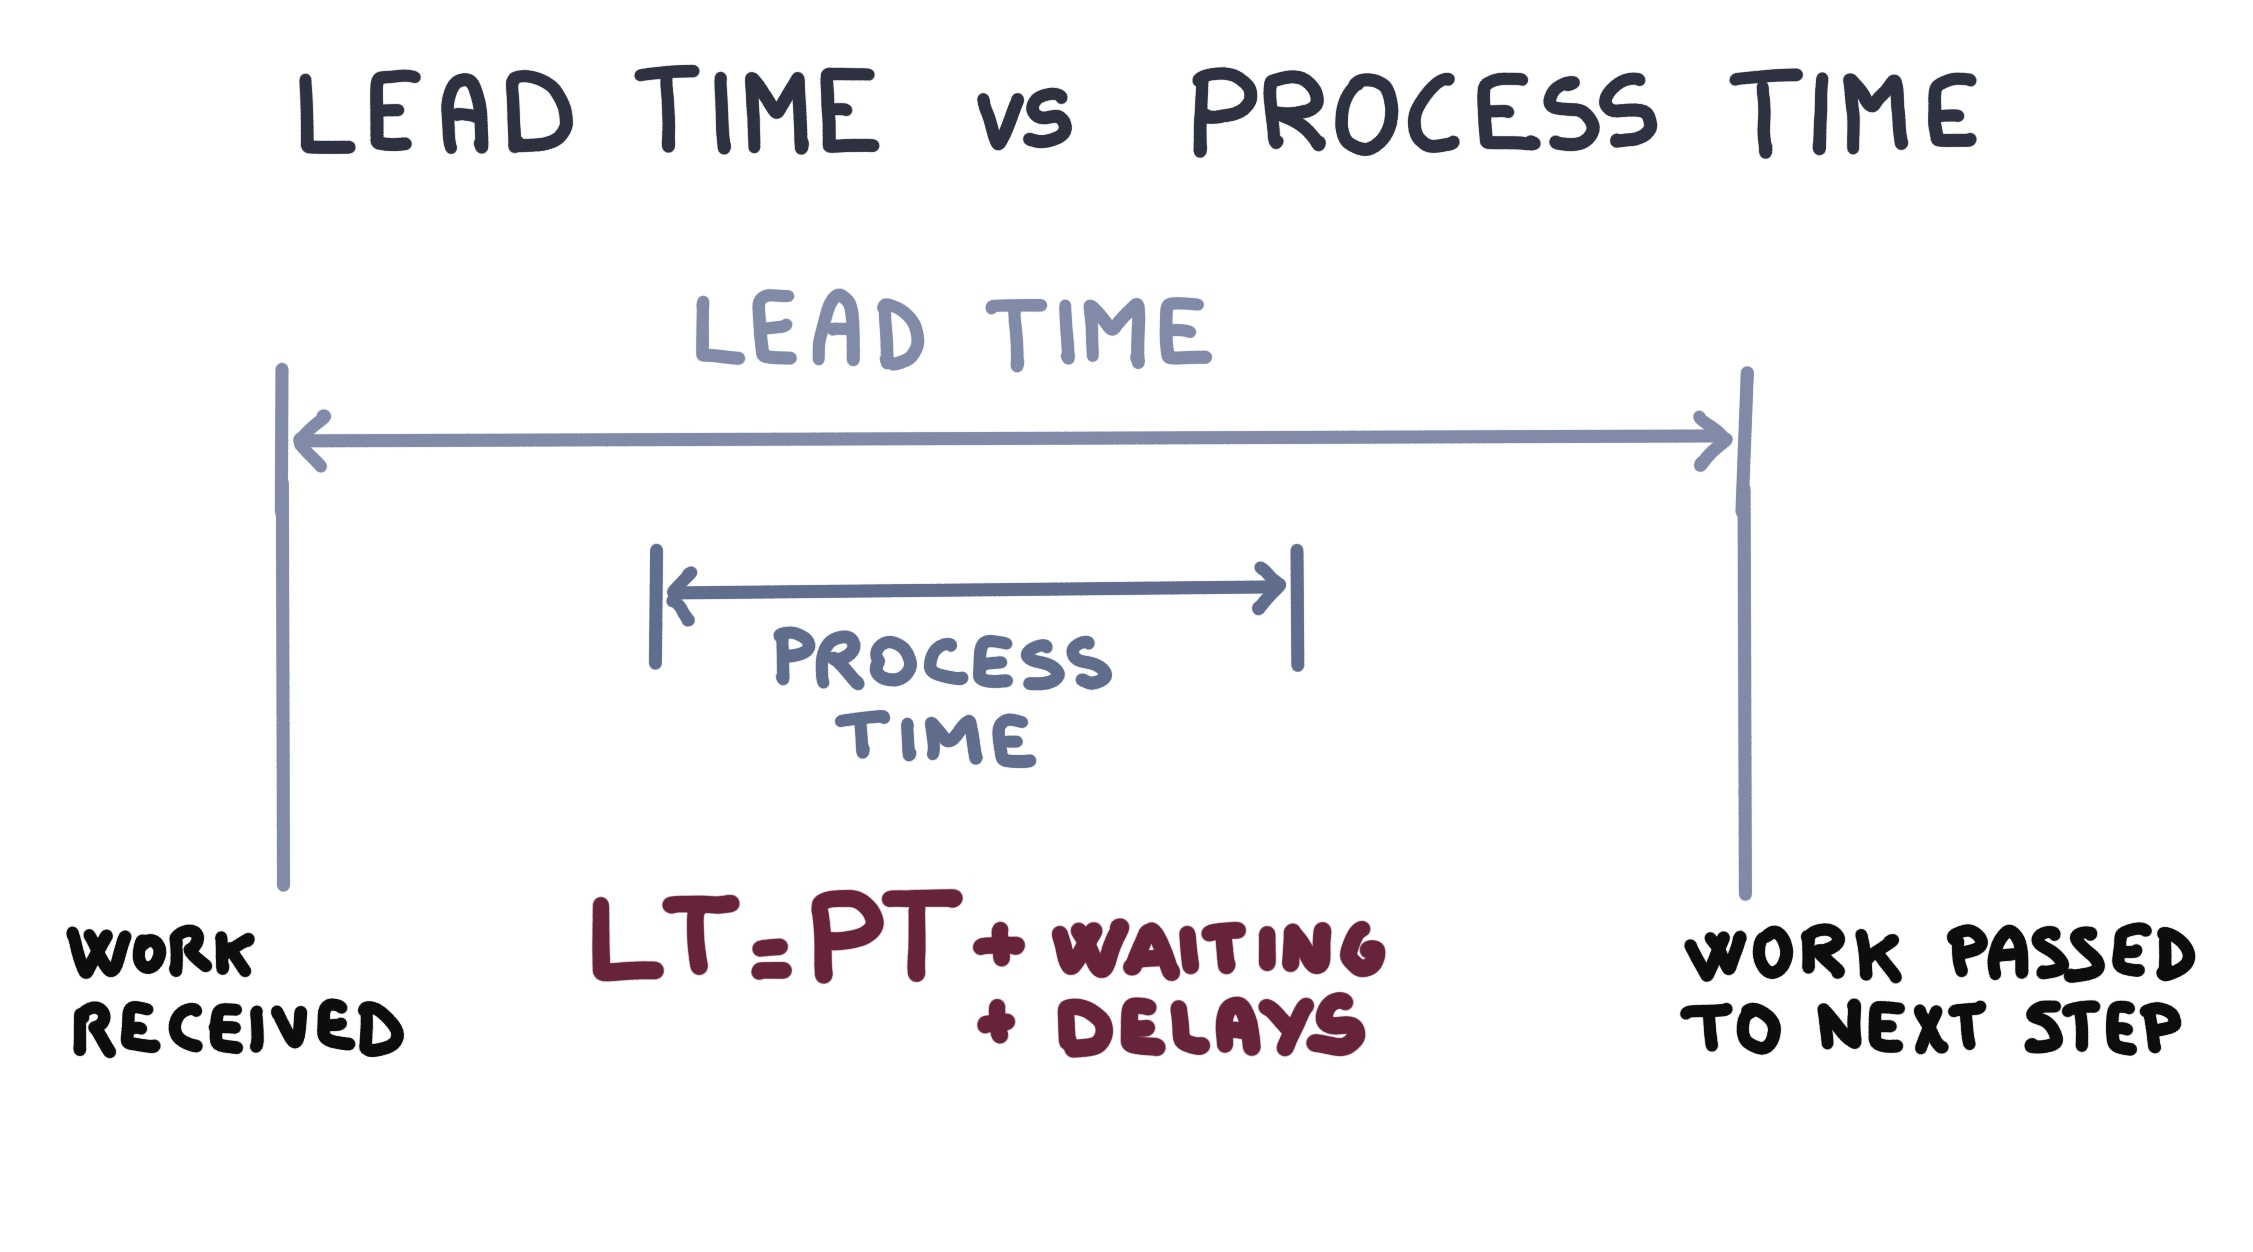 LEAD TIME vs PROCESS TIME
LEAD TIME
PROCESS
TIME
LT=PT + WAITING
+ DELAYS
WORK
RECEIVED
WORK PASSED
TO NEXT STEP